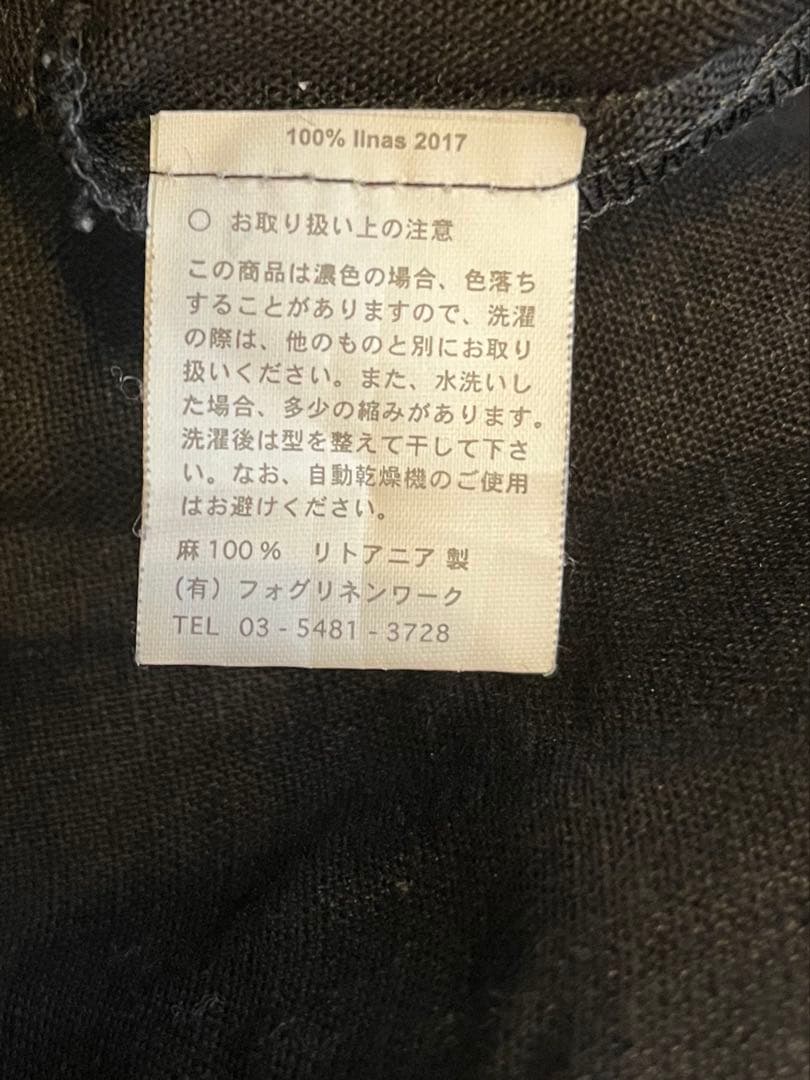 100% lInas 2017
○ お取り扱い上の注意
この商品は濃色の場合、色落ち
することがありますので、洗濯
の際は、他のものと別にお取り
扱いください。また、水洗いし
た場合、多少の縮みがあります。
洗濯後は型を整えて干して下さ
い。なお、自動乾燥機のご使用
はお避けください。
麻100% リトアニア製
(有)フォグリネンワーク
TEL 03-5481-3728